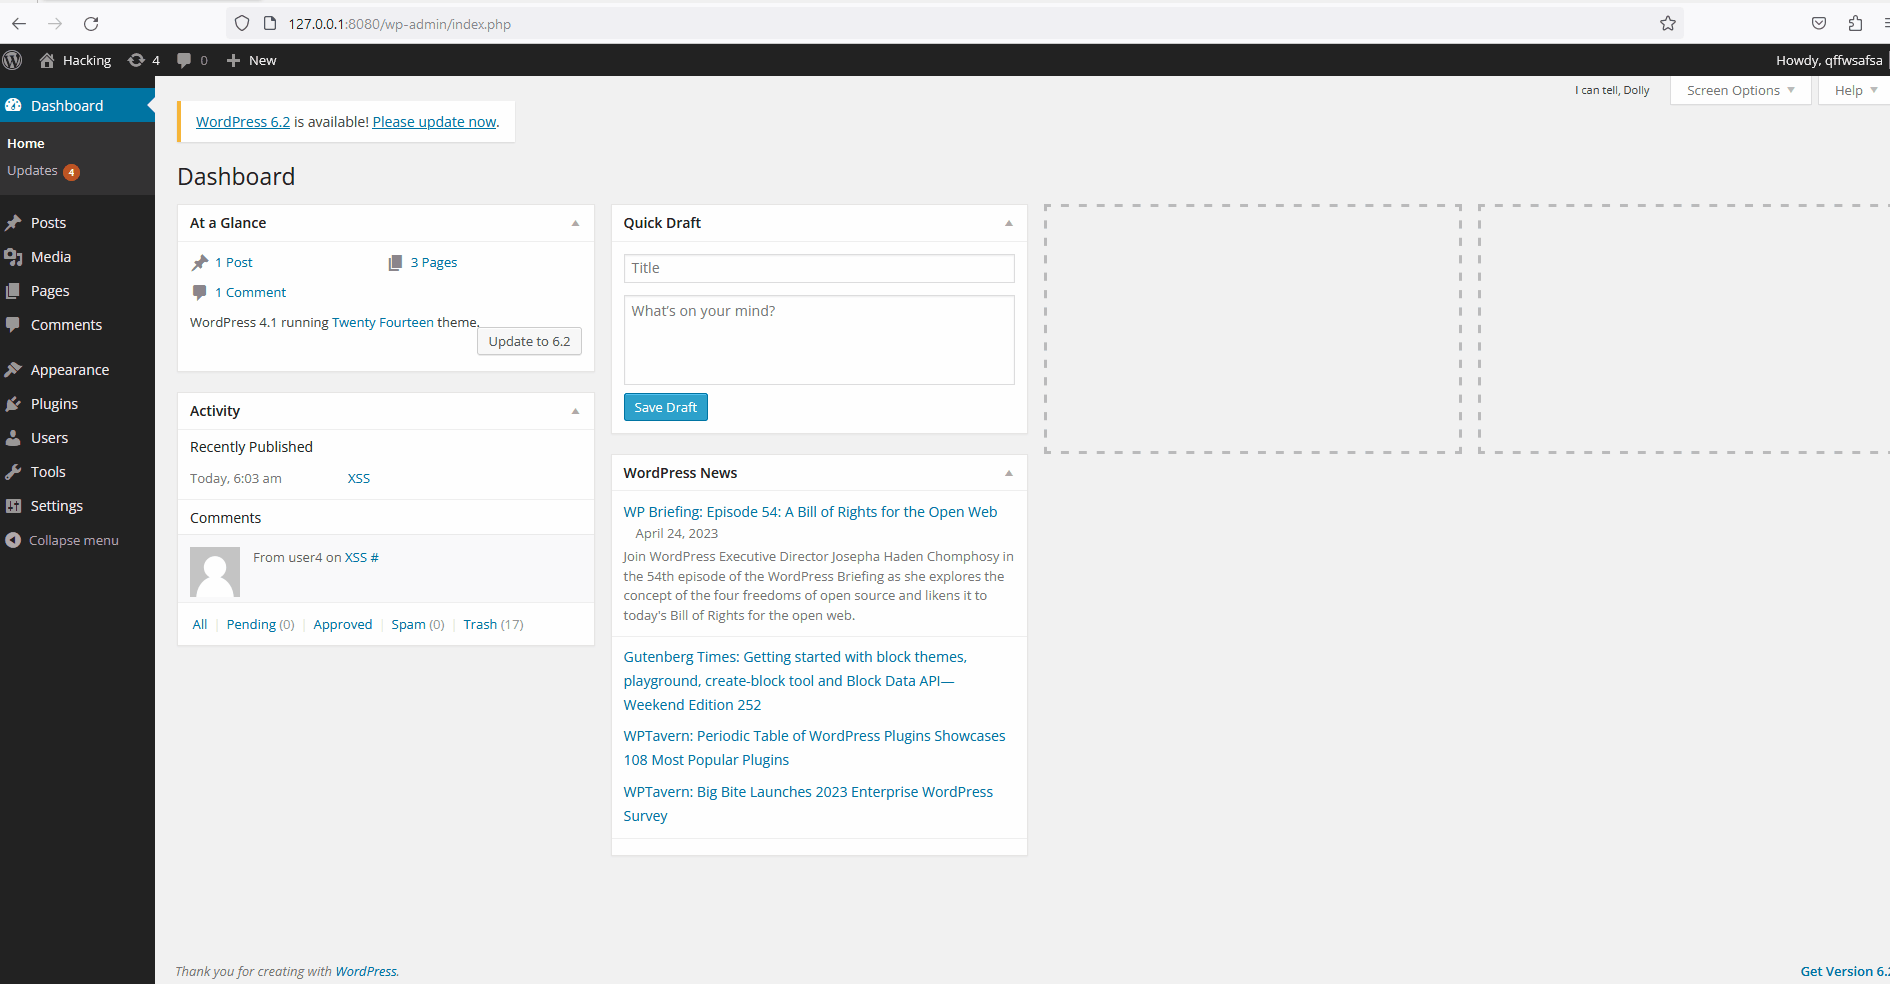 127.0.0.1:8080/wp-admin/index.php
Hacking 4 0 New Howdy, qffwsafsa
I can tell, Dolly Screen Options Help
Dashboard
Home
Updates 4
Posts
Media
Pages
Comments
Appearance
Plugins
Users
Tools
Settings
Collapse menu
WordPress 6.2 is available! Please update now.
Dashboard
At a Glance
1 Post 3 Pages
1 Comment
WordPress 4.1 running Twenty Fourteen theme.
Update to 6.2
Activity
Recently Published
Today, 6:03 am XSS
Comments
From user4 on XSS #
All | Pending (0) | Approved | Spam (0) | Trash (17)
Quick Draft
Title
What's on your mind?
Save Draft
WordPress News
WP Briefing: Episode 54: A Bill of Rights for the Open Web
April 24, 2023
Join WordPress Executive Director Josepha Haden Chomphosy in
the 54th episode of the WordPress Briefing as she explores the
concept of the four freedoms of open source and likens it to
today's Bill of Rights for the open web.
Gutenberg Times: Getting started with block themes,
playground, create-block tool and Block Data API—
Weekend Edition 252
WPTavern: Periodic Table of WordPress Plugins Showcases
108 Most Popular Plugins
WPTavern: Big Bite Launches 2023 Enterprise WordPress
Survey
Thank you for creating with WordPress.
Get Version 6.2